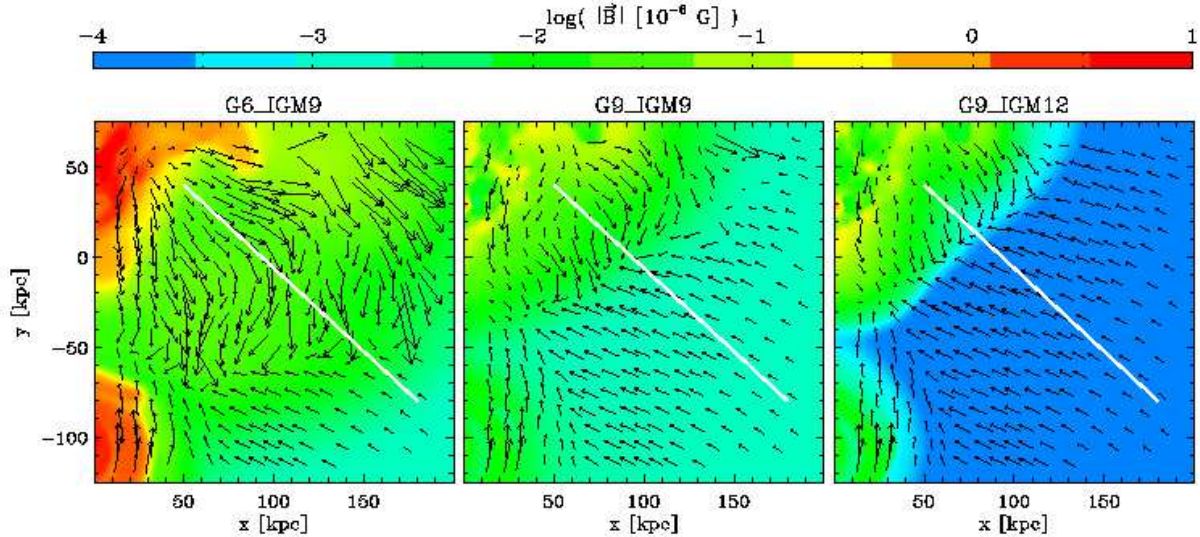 log( |B⃗| [10⁻⁶ G] )
−4 −3 −2 −1 0 1
G6_IGM9 G9_IGM9 G9_IGM12
y [kpc]
50
0
−50
−100
50 100 150 50 100 150 50 100 150
x [kpc] x [kpc] x [kpc]